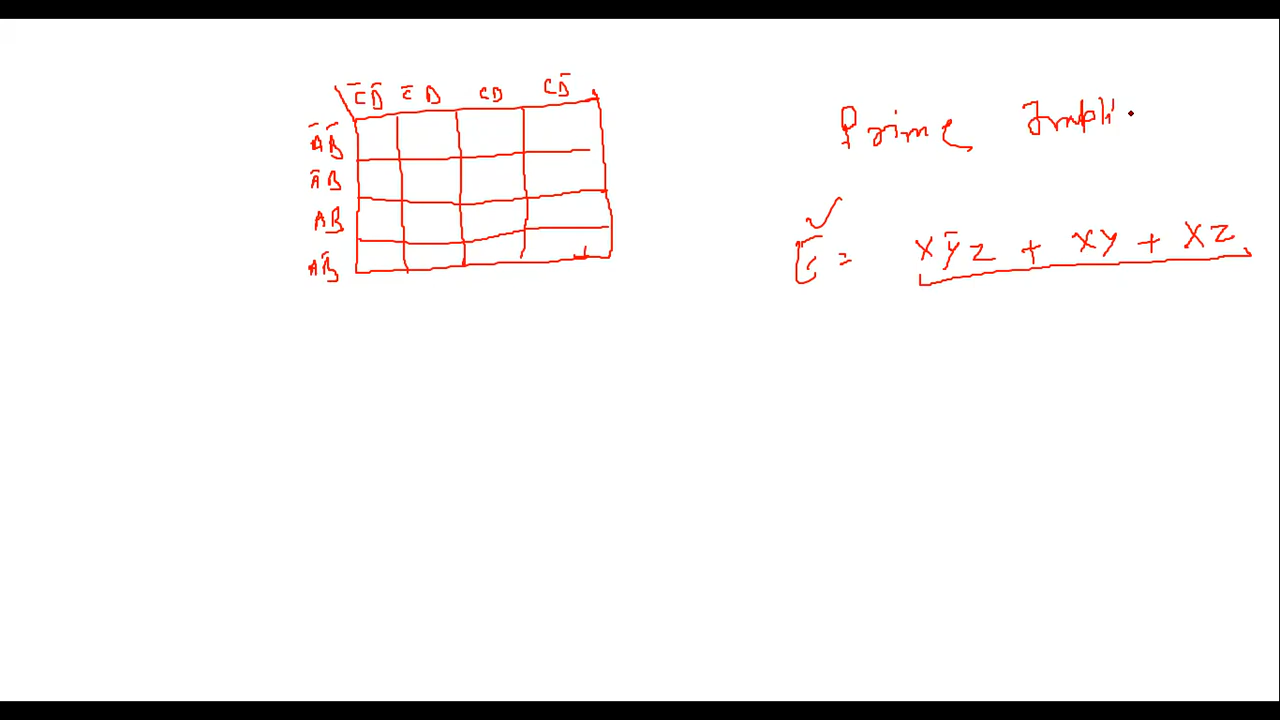 C̄D̄ C̄D CD CD̄
ĀB̄
ĀB
AB
AB̄
Prime Impli
= XȲZ + XY + XZ